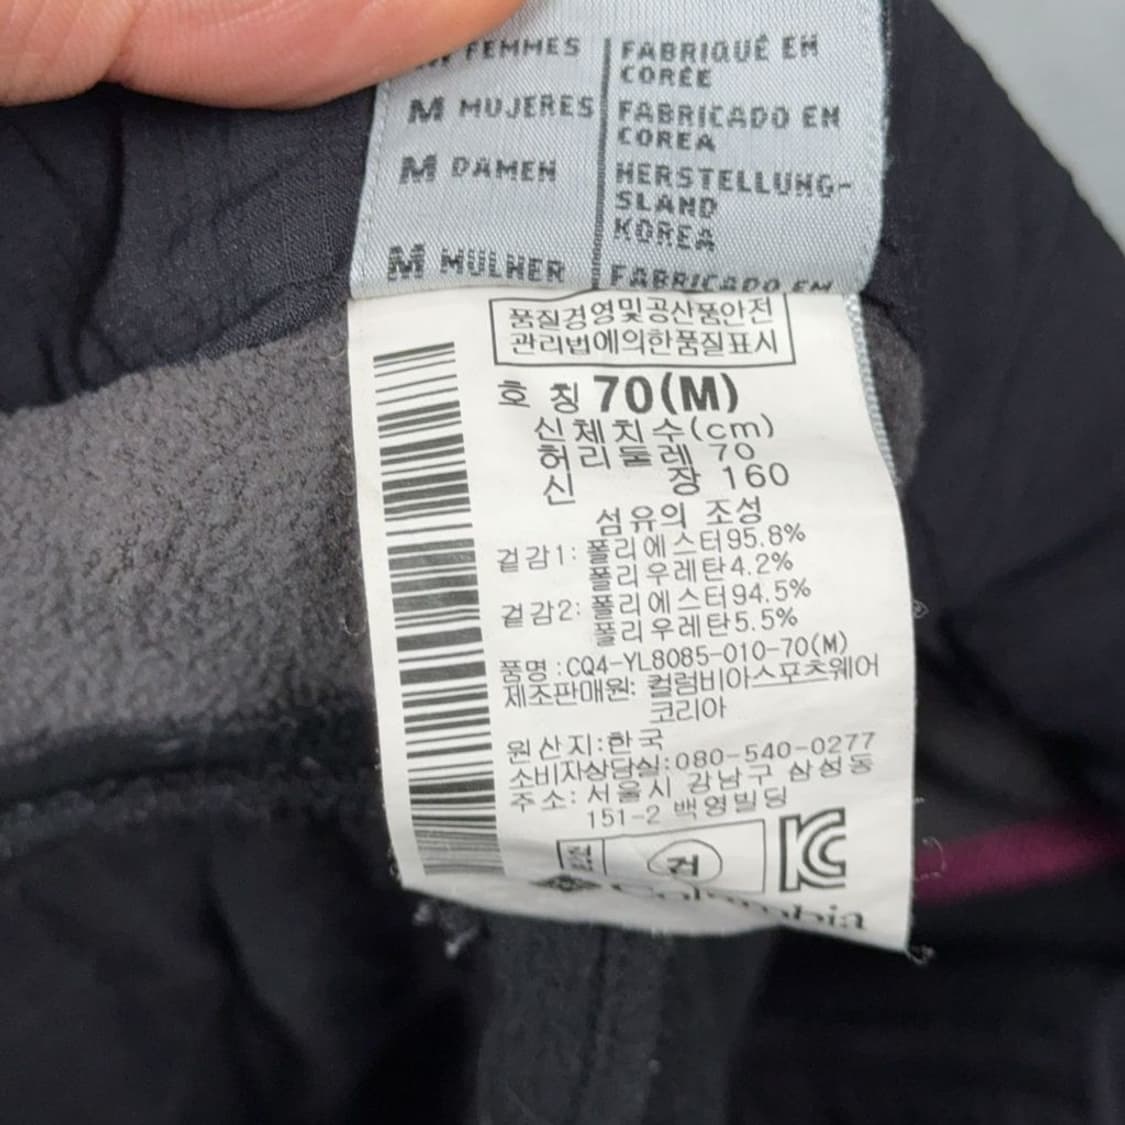 FEMMES
FABRIQUÊ EN
CORÊE
M MUJERES
FABRICADO EN
COREA
M DAMEN
HERSTELLUNG-
SLAND
KOREA
M MULHER
FABRICADO EM
품질경영및공산품안전
관리법에의한품질표시
호 칭 70(M)
신체치수(cm)
허리둘레 70
신 장 160
섬유의 조성
겉감1: 폴리에스터95.8%
폴리우레탄4.2%
겉감2: 폴리에스터94.5%
폴리우레탄5.5%
품명:CQ4-YL8085-010-70(M)
제조판매원: 컬럼비아스포츠웨어
코리아
원산지:한국
소비자상담실:080-540-0277
주소: 서울시 강남구 삼성동
151-2 백영빌딩
Columbia